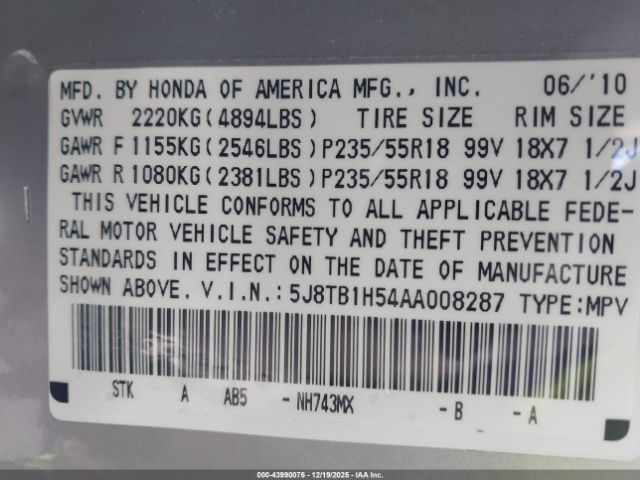 MFD. BY HONDA OF AMERICA MFG., INC. 06/'10
GVWR 2220KG(4894LBS) TIRE SIZE RIM SIZE
GAWR F 1155KG(2546LBS)P235/55R18 99V 18X7 1/2J
GAWR R 1080KG(2381LBS)P235/55R18 99V 18X7 1/2J
THIS VEHICLE CONFORMS TO ALL APPLICABLE FEDE-
RAL MOTOR VEHICLE SAFETY AND THEFT PREVENTION
STANDARDS IN EFFECT ON THE DATE OF MANUFACTURE
SHOWN ABOVE. V.I.N.:5J8TB1H54AA008287 TYPE:MPV
STK A AB5 -NH743MX -B -A
000-43990076 - 12/19/2025 - IAAI.COM